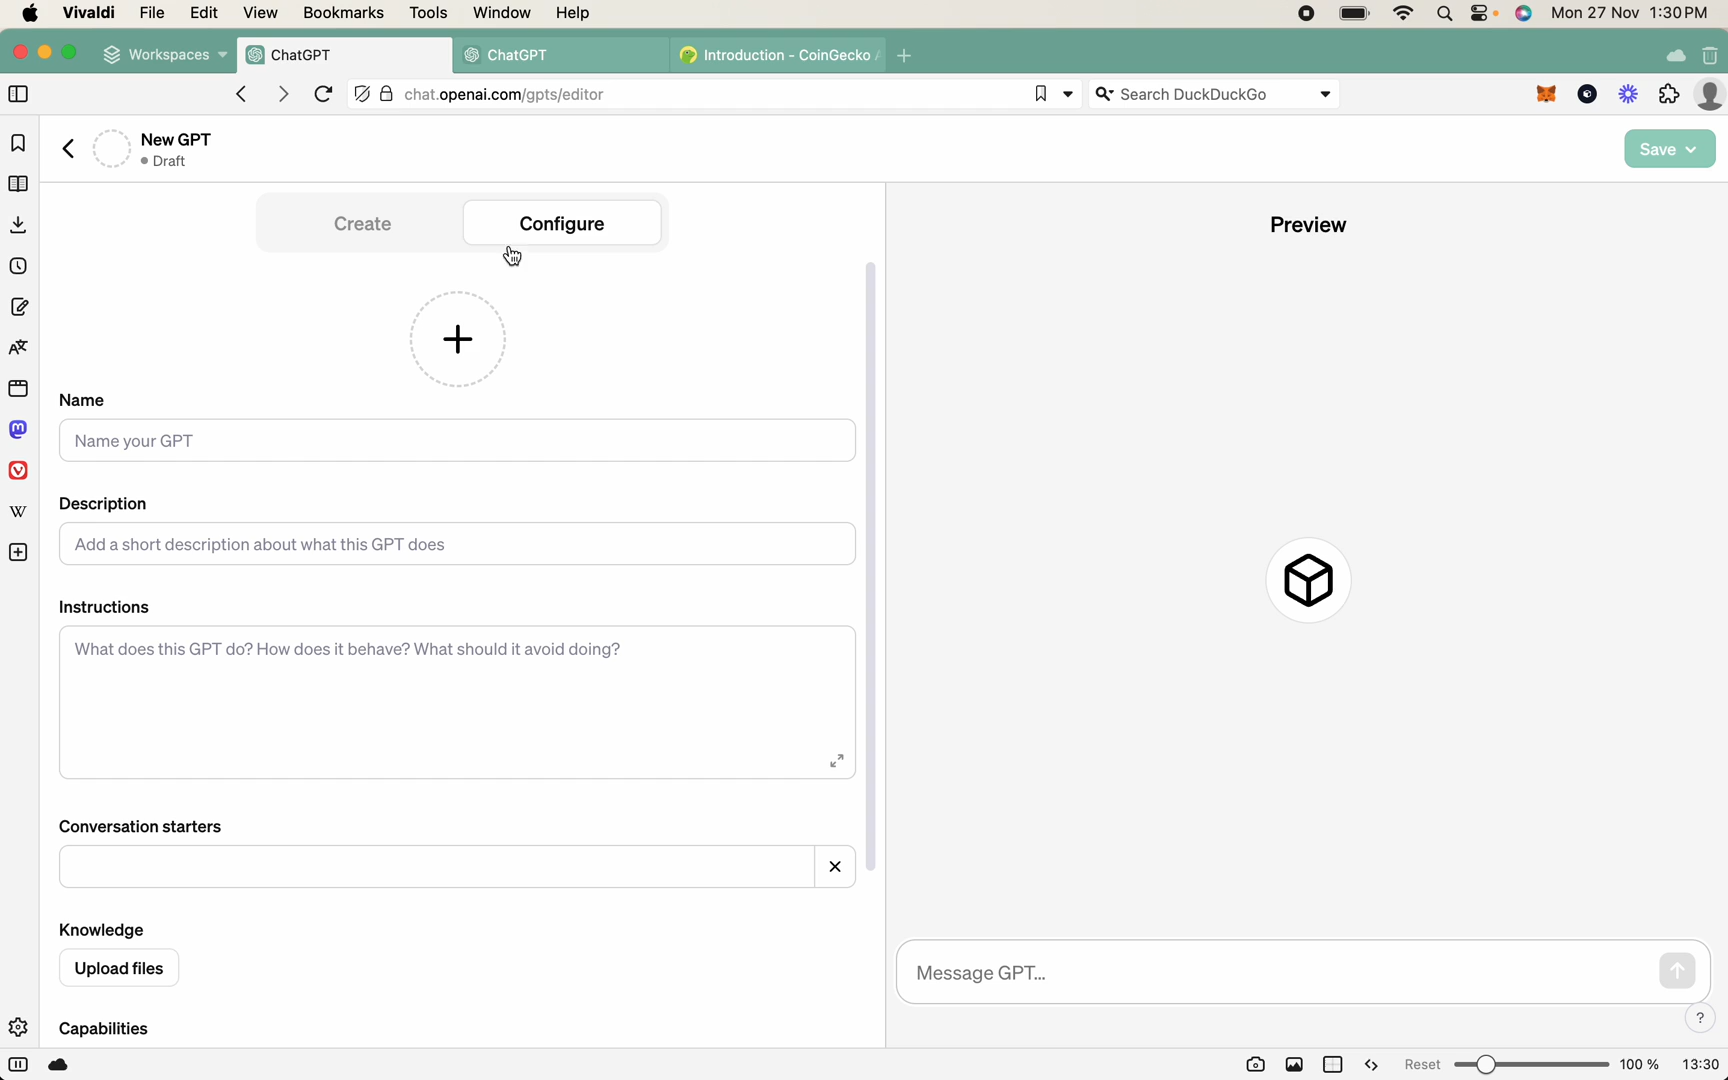 Vivaldi File Edit View Bookmarks Tools Window Help Mon 27 Nov 1:30 PM
Workspaces ChatGPT ChatGPT Introduction - CoinGecko
chat.openai.com/gpts/editor Search DuckDuckGo
New GPT
Draft
Save
Create Configure
Preview
Name
Name your GPT
Description
Add a short description about what this GPT does
Instructions
What does this GPT do? How does it behave? What should it avoid doing?
Conversation starters
Knowledge
Upload files
Message GPT...
?
Capabilities
Reset 100 % 13:30